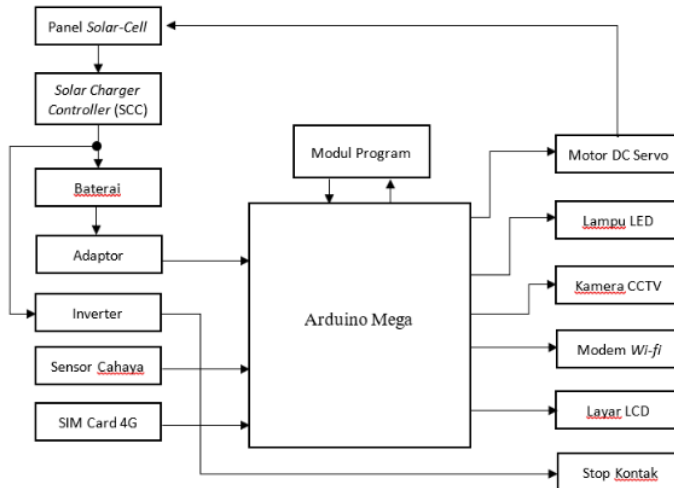 Panel Solar-Cell
Solar Charger
Controller (SCC)
Baterai
Adaptor
Inverter
Sensor Cahaya
SIM Card 4G
Modul Program
Arduino Mega
Motor DC Servo
Lampu LED
Kamera CCTV
Modem Wi-fi
Layar LCD
Stop Kontak